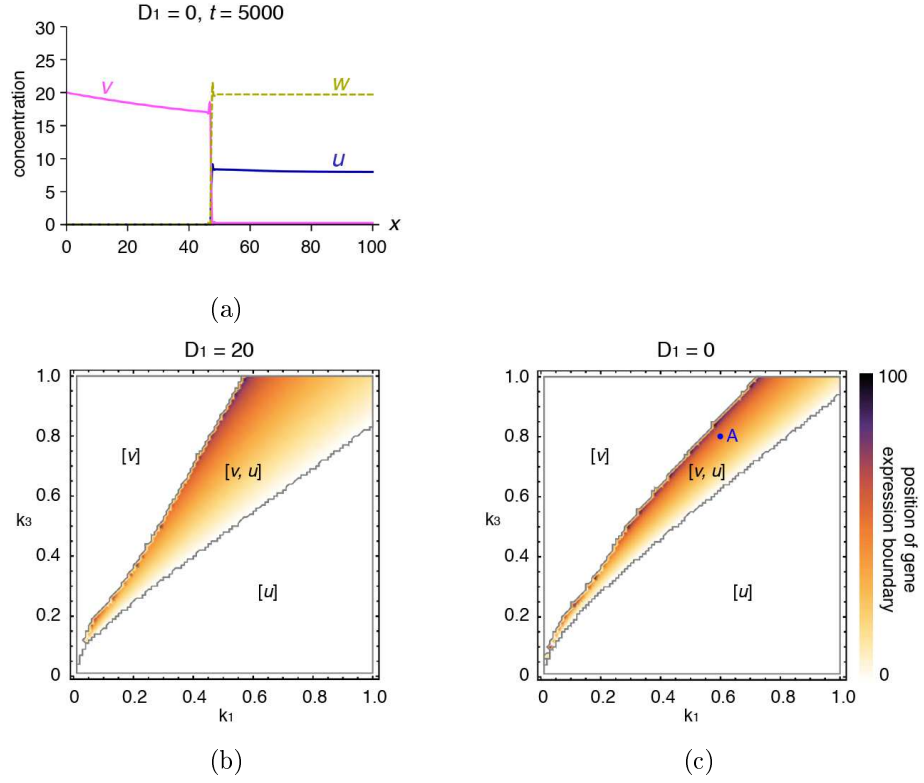 D1 = 0, t = 5000
concentration
30
25
20
15
10
5
0
v
w
u
0 20 40 60 80 100
x
(a)
D1 = 20
1.0
0.8
0.6
0.4
0.2
0
k3
[v]
[v, u]
[u]
0 0.2 0.4 0.6 0.8 1.0
k1
(b)
D1 = 0
1.0
0.8
0.6
0.4
0.2
0
k3
[v]
A
[v, u]
[u]
0 0.2 0.4 0.6 0.8 1.0
k1
(c)
100
0
position of gene
expression boundary